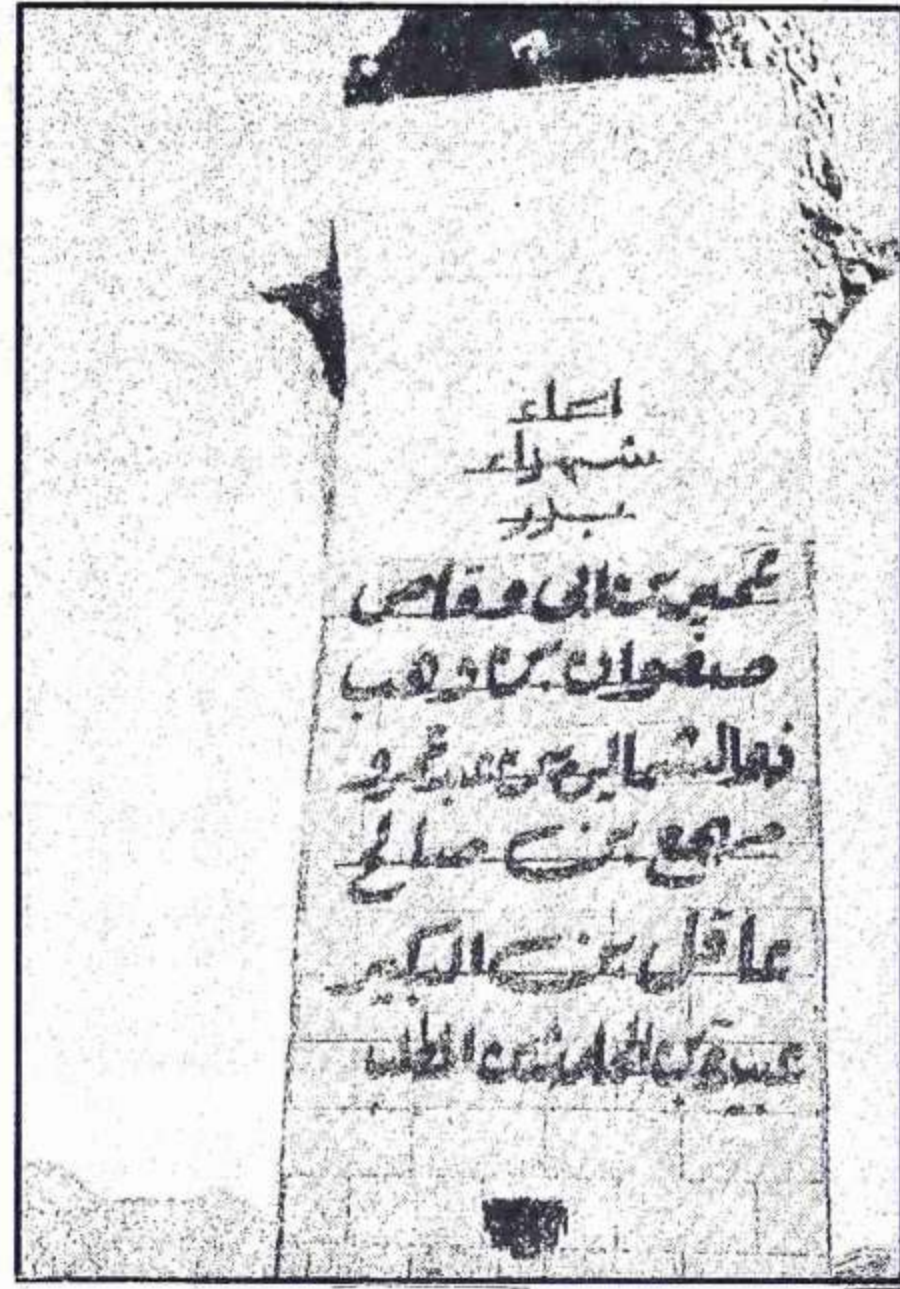 اسماء
شهداء
بدر
عمير بن ابي وقاص
صفوان بن وهب
ذو الشمالين بن عبد عمرو
مهجع بن صالح
عاقل بن البكير
عبيدة بن الحارث بن المطلب